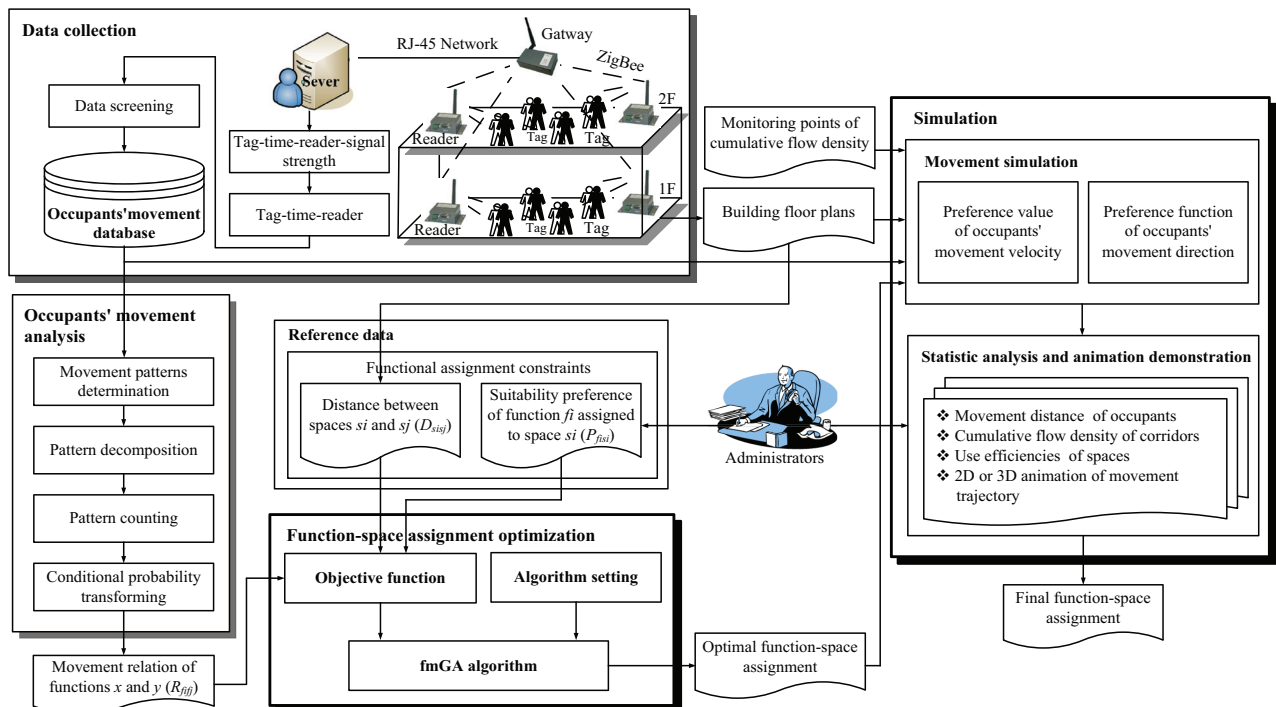 Data collection
RJ-45 Network
Gatway
ZigBee
Sever
Data screening
Tag-time-reader-signal
strength
Tag-time-reader
Occupants'movement
database
2F
Reader
Tag
Tag
1F
Reader
Tag
Tag
Monitoring points of
cumulative flow density
Building floor plans
Simulation
Movement simulation
Preference value
of occupants'
movement velocity
Preference function
of occupants'
movement direction
Occupants' movement
analysis
Movement patterns
determination
Pattern decomposition
Pattern counting
Conditional probability
transforming
Movement relation of
functions x and y (Rfifj)
Reference data
Functional assignment constraints
Distance between
spaces si and sj (Dsisj)
Suitability preference
of function fi assigned
to space si (Pfisi)
Administrators
Statistic analysis and animation demonstration
❖ Movement distance of occupants
❖ Cumulative flow density of corridors
❖ Use efficiencies of spaces
❖ 2D or 3D animation of movement
trajectory
Function-space assignment optimization
Objective function
Algorithm setting
fmGA algorithm
Optimal function-space
assignment
Final function-space
assignment